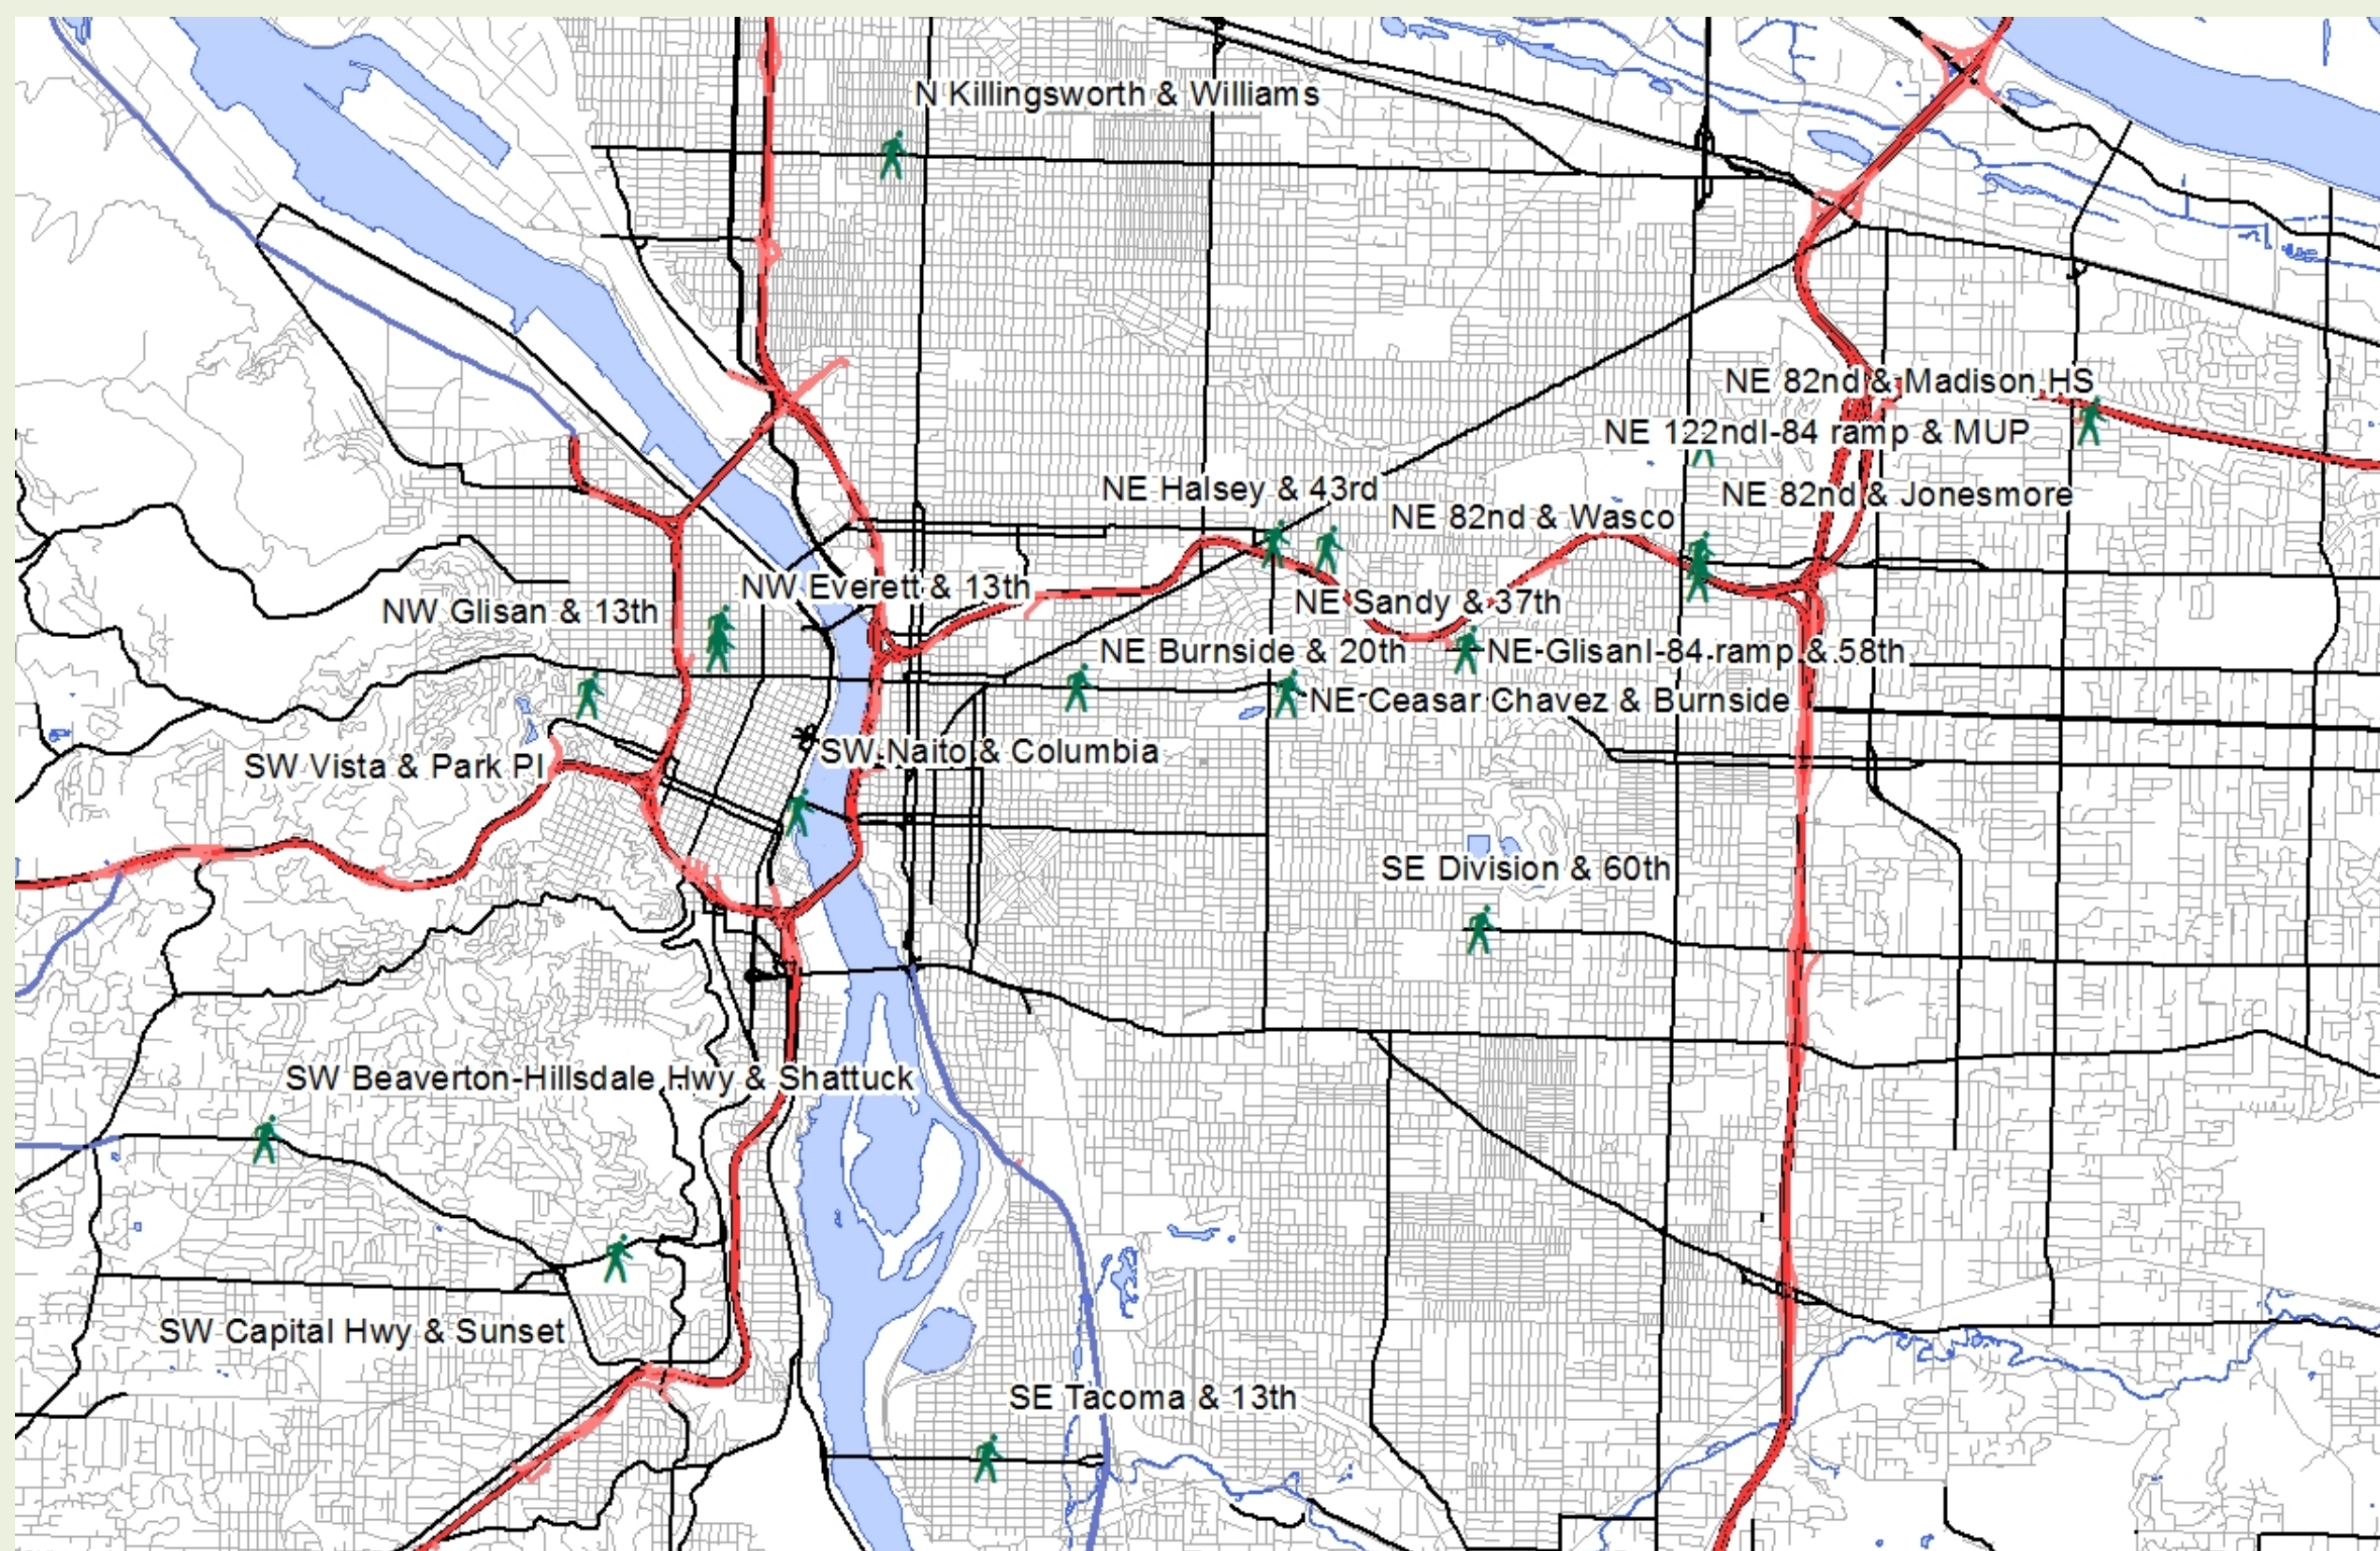 N Killingsworth & Williams
NE 82nd & Madison HS
NE 122ndI-84 ramp & MUP
NE Halsey & 43rd
NE 82nd & Jonesmore
NE 82nd & Wasco
NW Everett & 13th
NW Glisan & 13th
NE Sandy & 37th
NE Burnside & 20th
NE GlisanI-84 ramp & 58th
NE Ceasar Chavez & Burnside
SW Naito & Columbia
SW Vista & Park Pl
SE Division & 60th
SW Beaverton-Hillsdale Hwy & Shattuck
SW Capital Hwy & Sunset
SE Tacoma & 13th